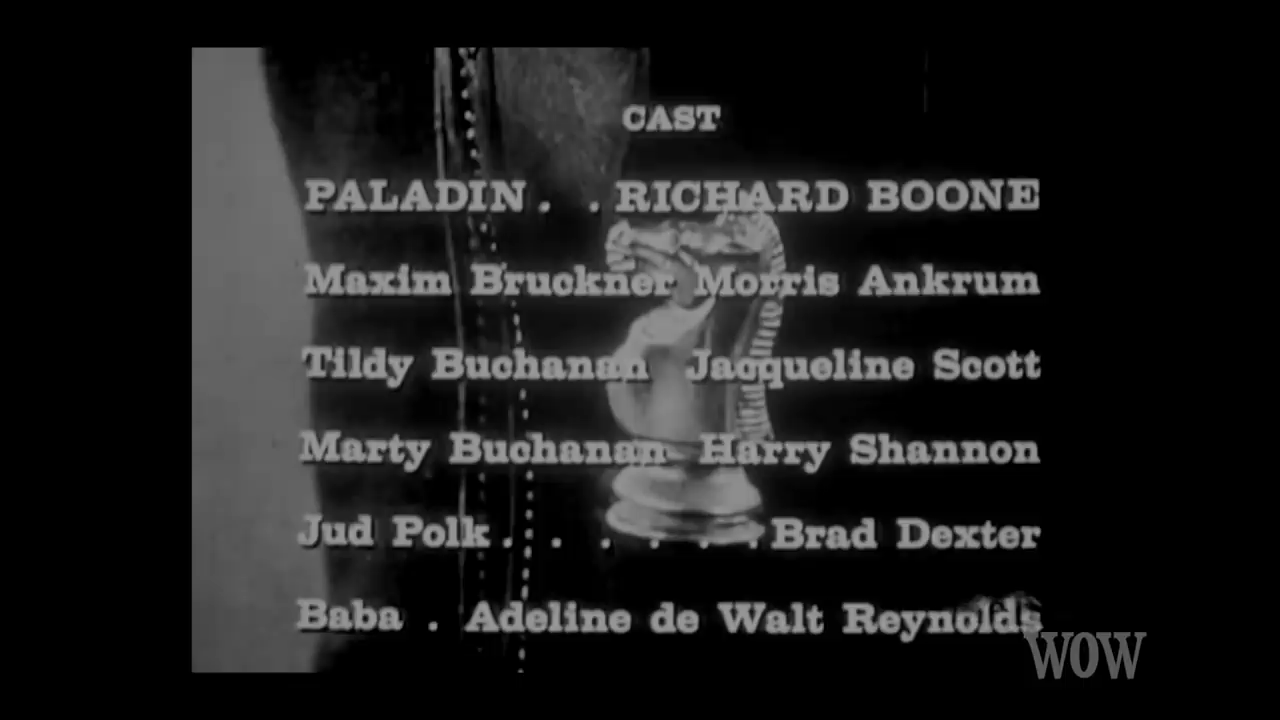 CAST
PALADIN . . RICHARD BOONE
Maxim Bruckner Morris Ankrum
Tildy Buchanan Jacqueline Scott
Marty Buchanan Harry Shannon
Jud Polk . . . . . . Brad Dexter
Baba . Adeline de Walt Reynolds
WOW